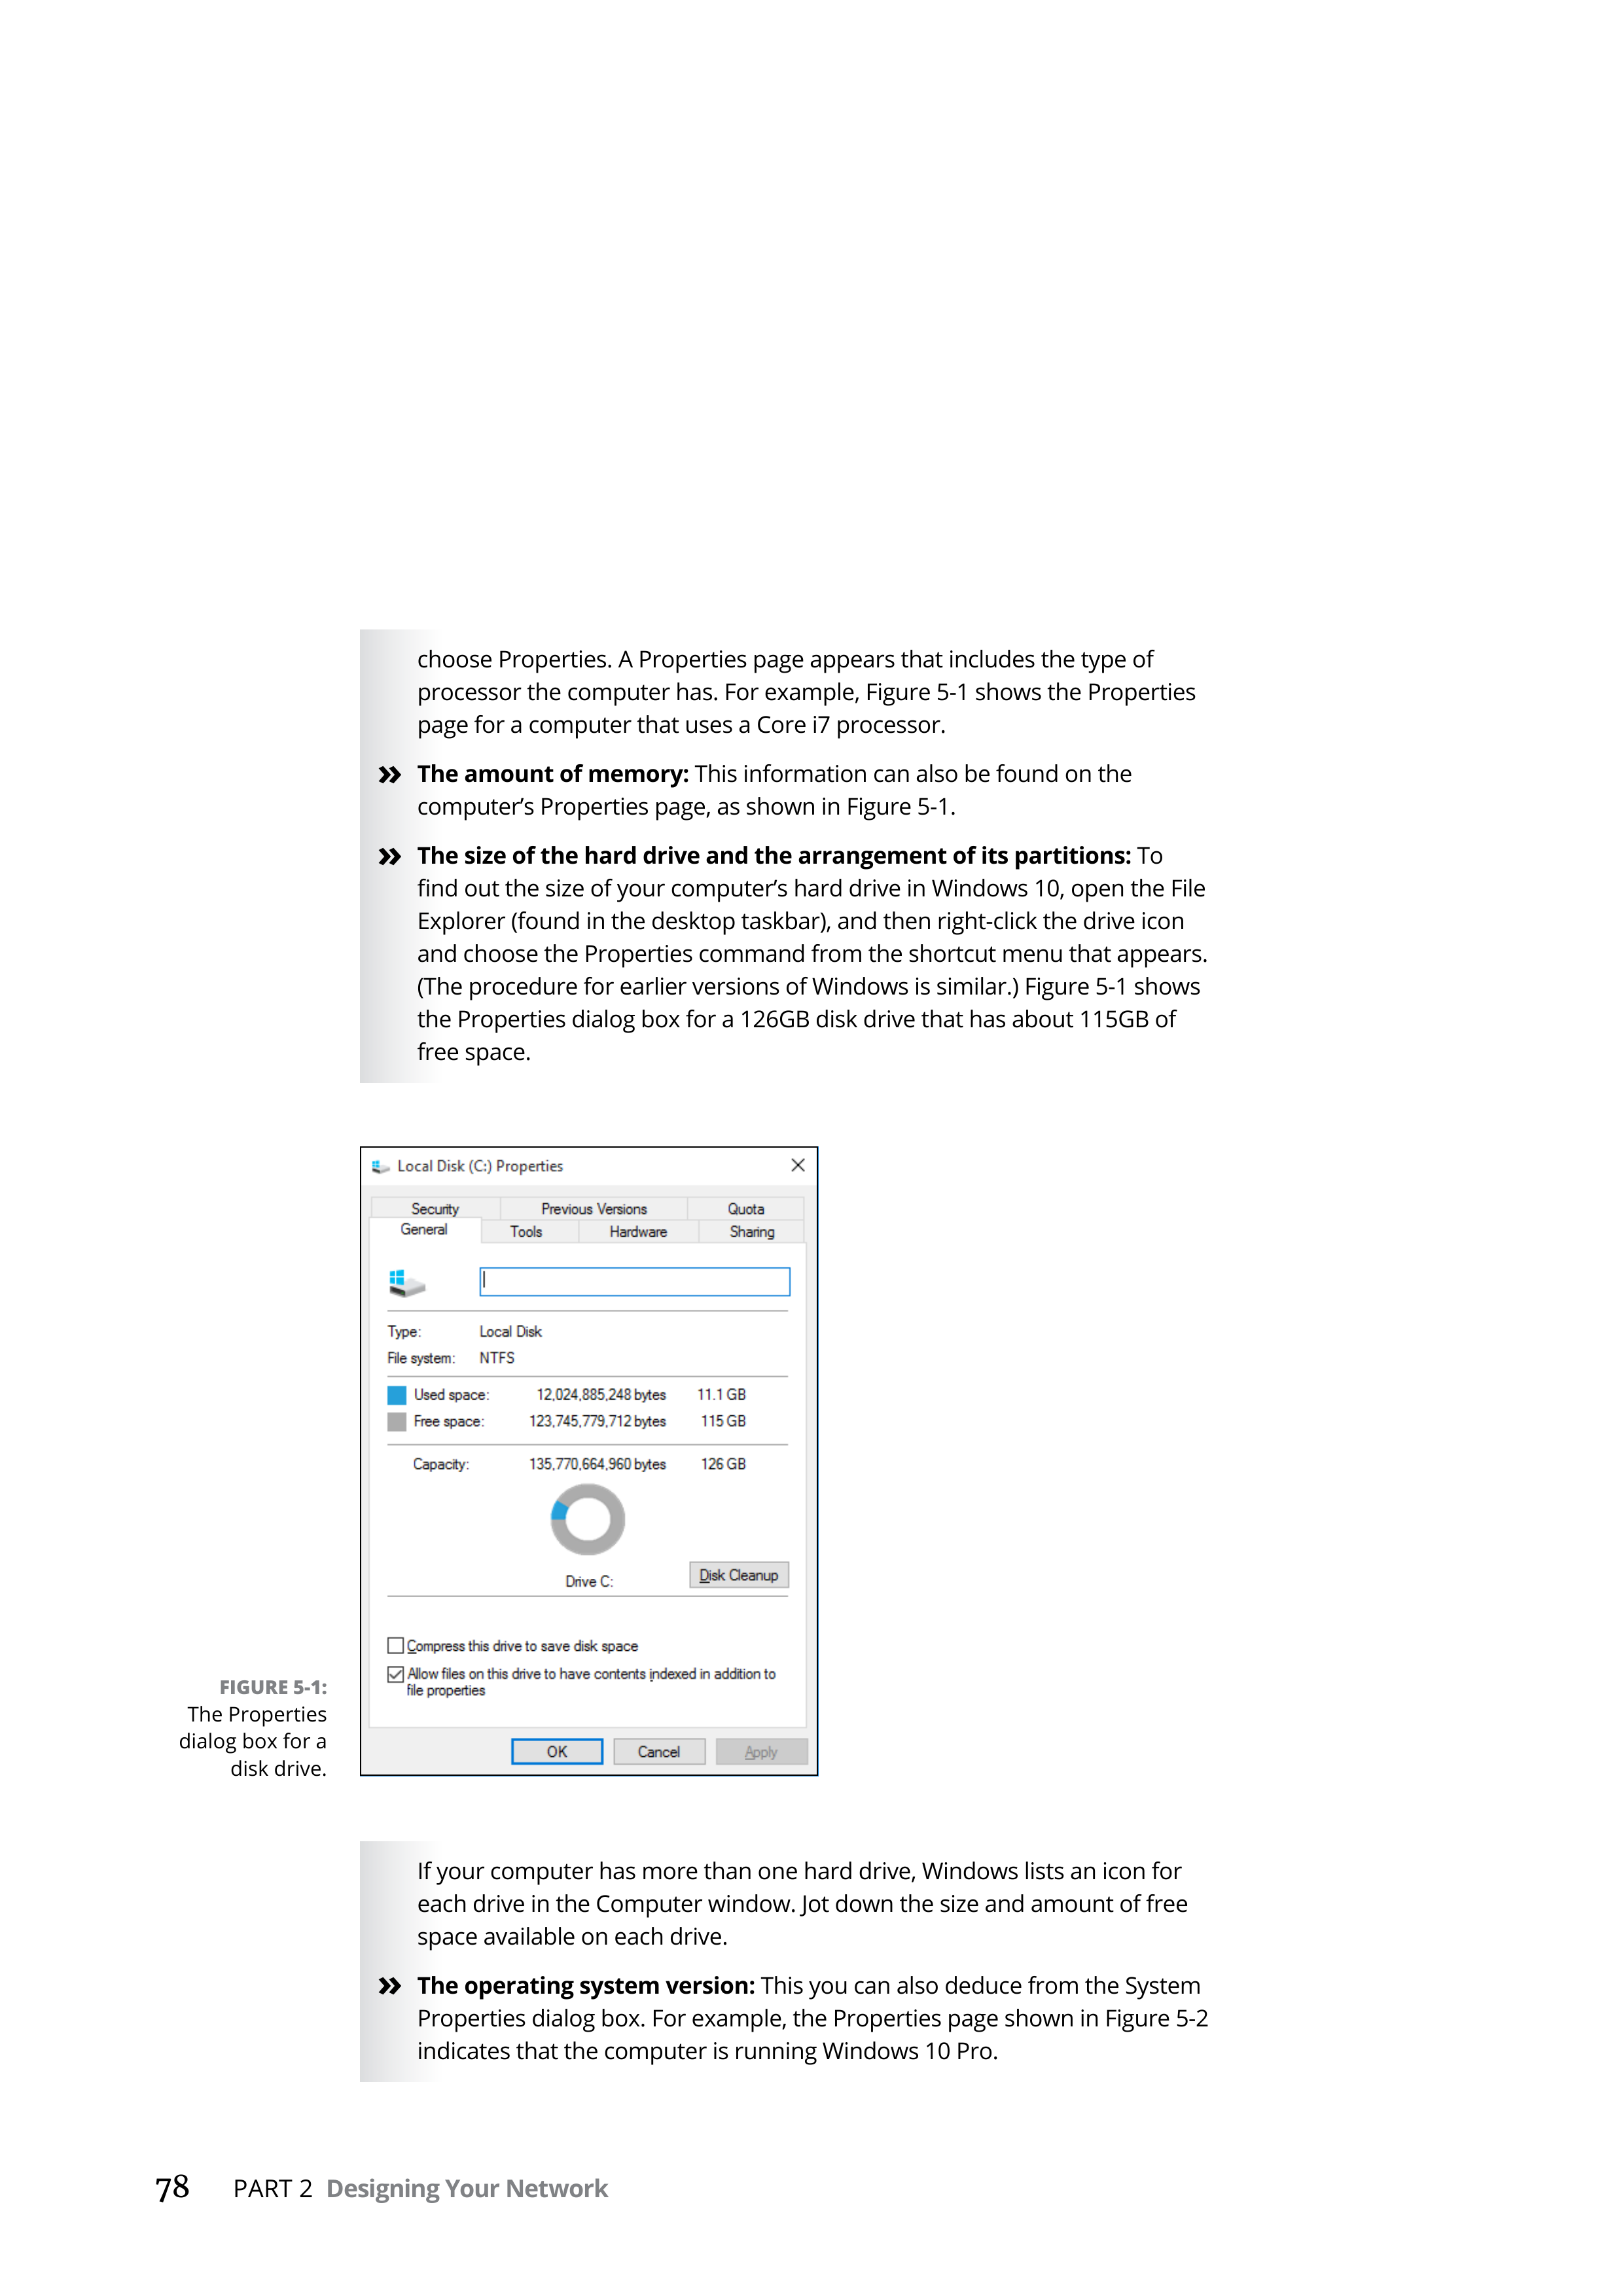 choose Properties. A Properties page appears that includes the type of
processor the computer has. For example, Figure 5-1 shows the Properties
page for a computer that uses a Core i7 processor.
» The amount of memory: This information can also be found on the
computer’s Properties page, as shown in Figure 5-1.
» The size of the hard drive and the arrangement of its partitions: To
find out the size of your computer’s hard drive in Windows 10, open the File
Explorer (found in the desktop taskbar), and then right-click the drive icon
and choose the Properties command from the shortcut menu that appears.
(The procedure for earlier versions of Windows is similar.) Figure 5-1 shows
the Properties dialog box for a 126GB disk drive that has about 115GB of
free space.
Local Disk (C:) Properties
Security Previous Versions Quota
General Tools Hardware Sharing
Type: Local Disk
File system: NTFS
Used space: 12,024,885,248 bytes 11.1 GB
Free space: 123,745,779,712 bytes 115 GB
Capacity: 135,770,664,960 bytes 126 GB
Drive C: Disk Cleanup
Compress this drive to save disk space
Allow files on this drive to have contents indexed in addition to
file properties
OK Cancel Apply
FIGURE 5-1:
The Properties
dialog box for a
disk drive.
If your computer has more than one hard drive, Windows lists an icon for
each drive in the Computer window. Jot down the size and amount of free
space available on each drive.
» The operating system version: This you can also deduce from the System
Properties dialog box. For example, the Properties page shown in Figure 5-2
indicates that the computer is running Windows 10 Pro.
78 PART 2 Designing Your Network